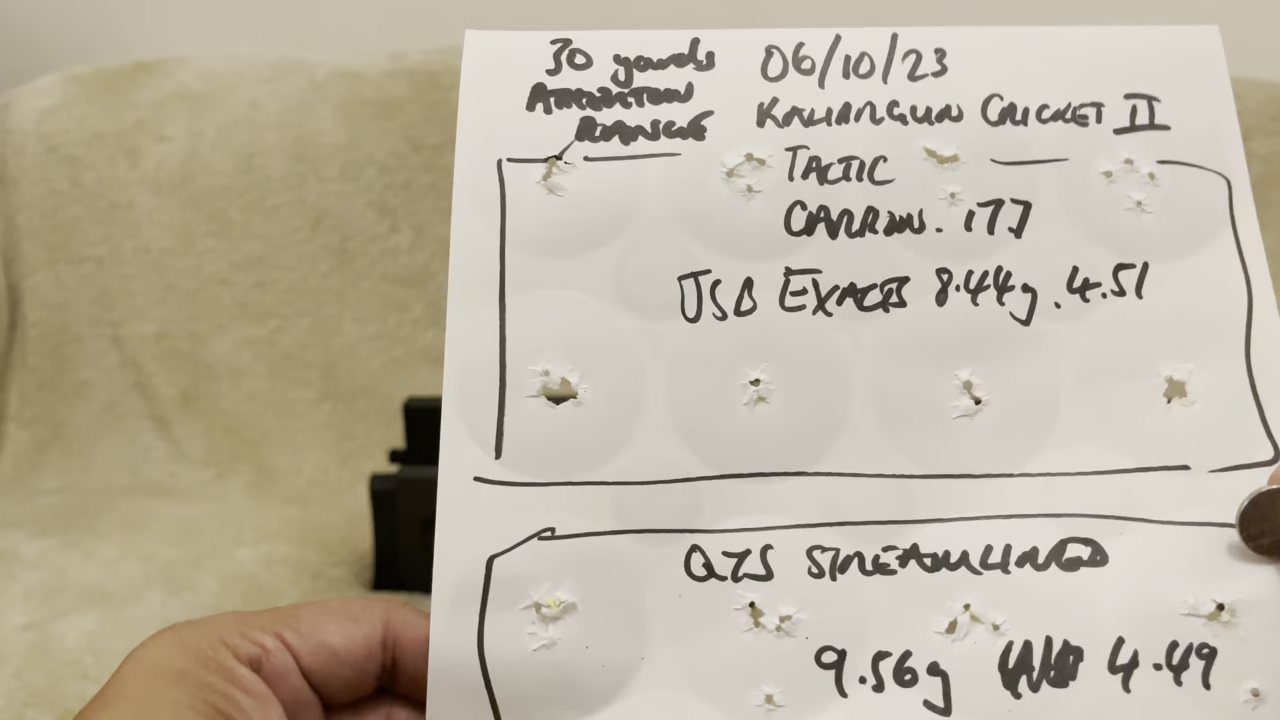 30 yards 06/10/23
KALIBRGUN CRICKET II
TACTIC
CARBON .177
JSB EXACTS 8.44g .4.51
QYS STREAMLINED
9.56g 4.49